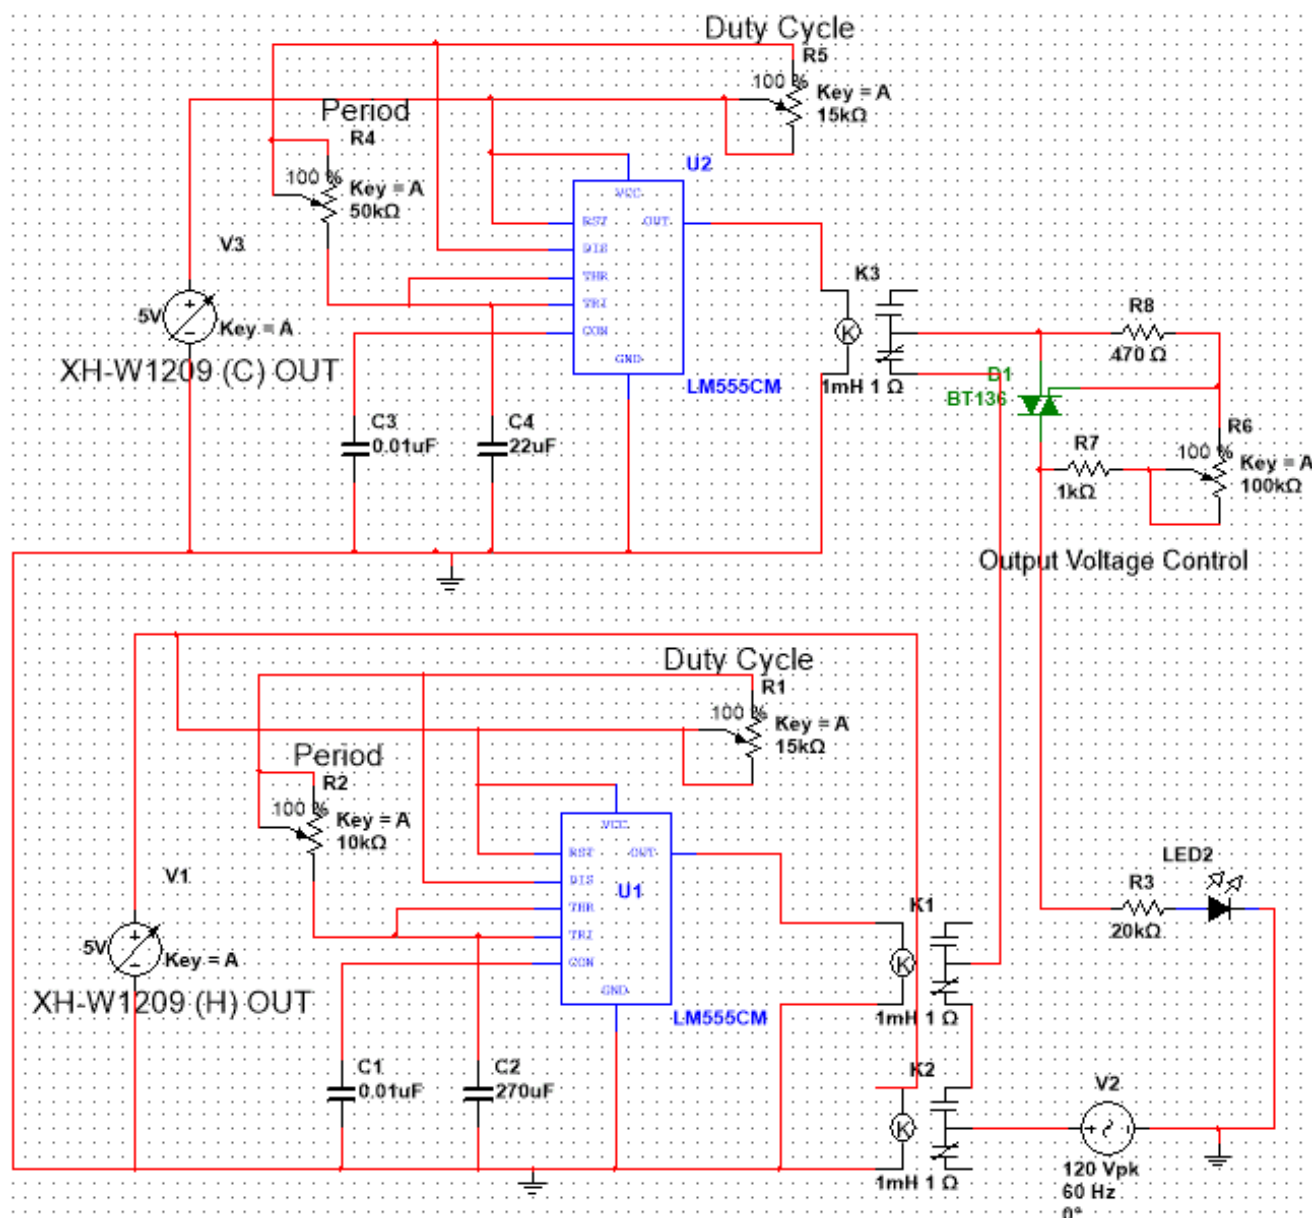 Duty Cycle
R5
100 %
Key = A
15kΩ
Period
R4
100 %
Key = A
50kΩ
U2
VCC
RST
OUT
DIS
THR
TRI
CON
GND
LM555CM
V3
5V
Key = A
XH-W1209 (C) OUT
K3
1mH 1 Ω
R8
470 Ω
D1
BT136
R7
1kΩ
R6
100 %
Key = A
100kΩ
C3
0.01uF
C4
22uF
Output Voltage Control
Duty Cycle
R1
100 %
Key = A
15kΩ
Period
R2
100 %
Key = A
10kΩ
VCC
RST
OUT
DIS
U1
THR
TRI
CON
GND
LM555CM
V1
5V
Key = A
XH-W1209 (H) OUT
LED2
R3
20kΩ
K1
1mH 1 Ω
C1
0.01uF
C2
270uF
K2
1mH 1 Ω
V2
120 Vpk
60 Hz
0°
K
K
K